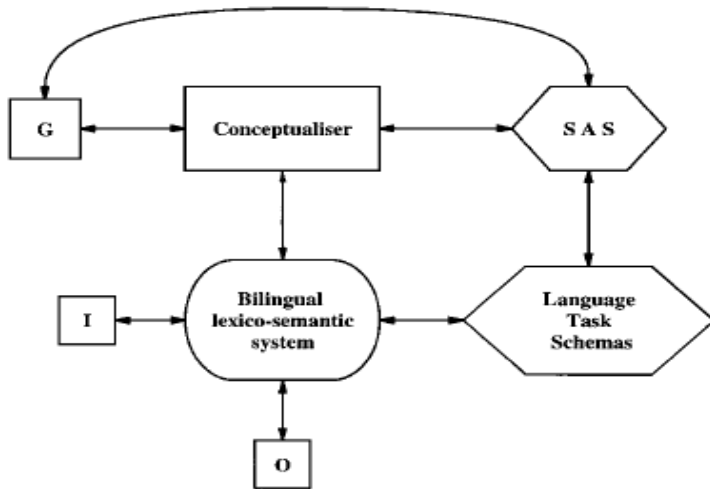 G
Conceptualiser
S A S
I
Bilingual
lexico-semantic
system
Language
Task
Schemas
O